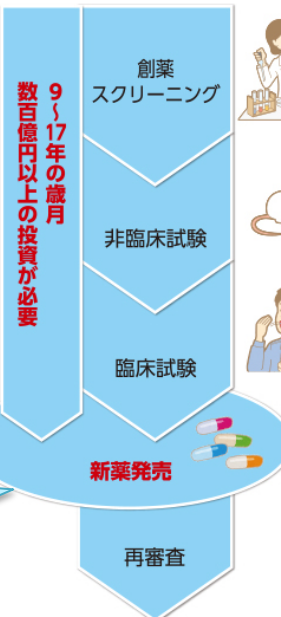 9~17年の歳月
数百億円以上の投資が必要
創薬
スクリーニング
非臨床試験
臨床試験
新薬発売
再審査